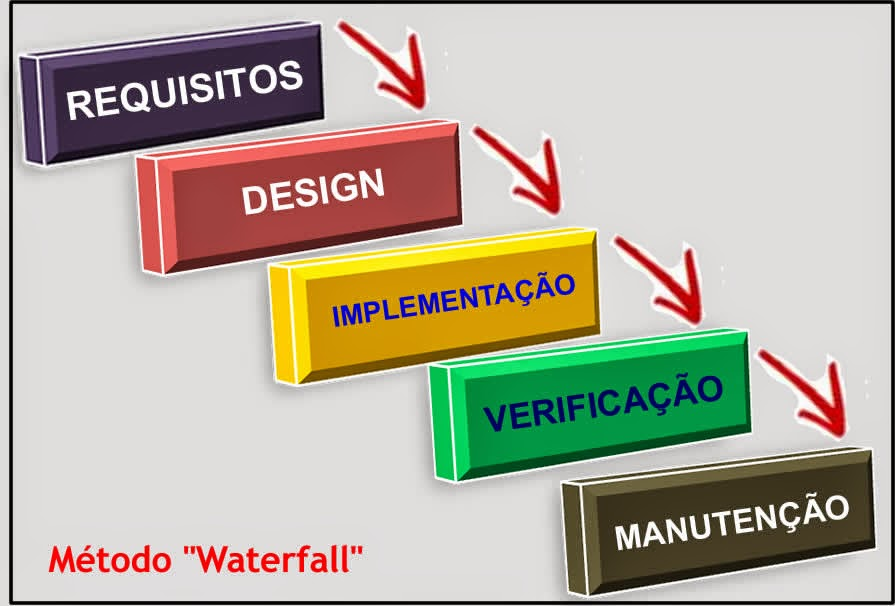 REQUISITOS
DESIGN
IMPLEMENTAÇÃO
VERIFICAÇÃO
MANUTENÇÃO
Método "Waterfall"